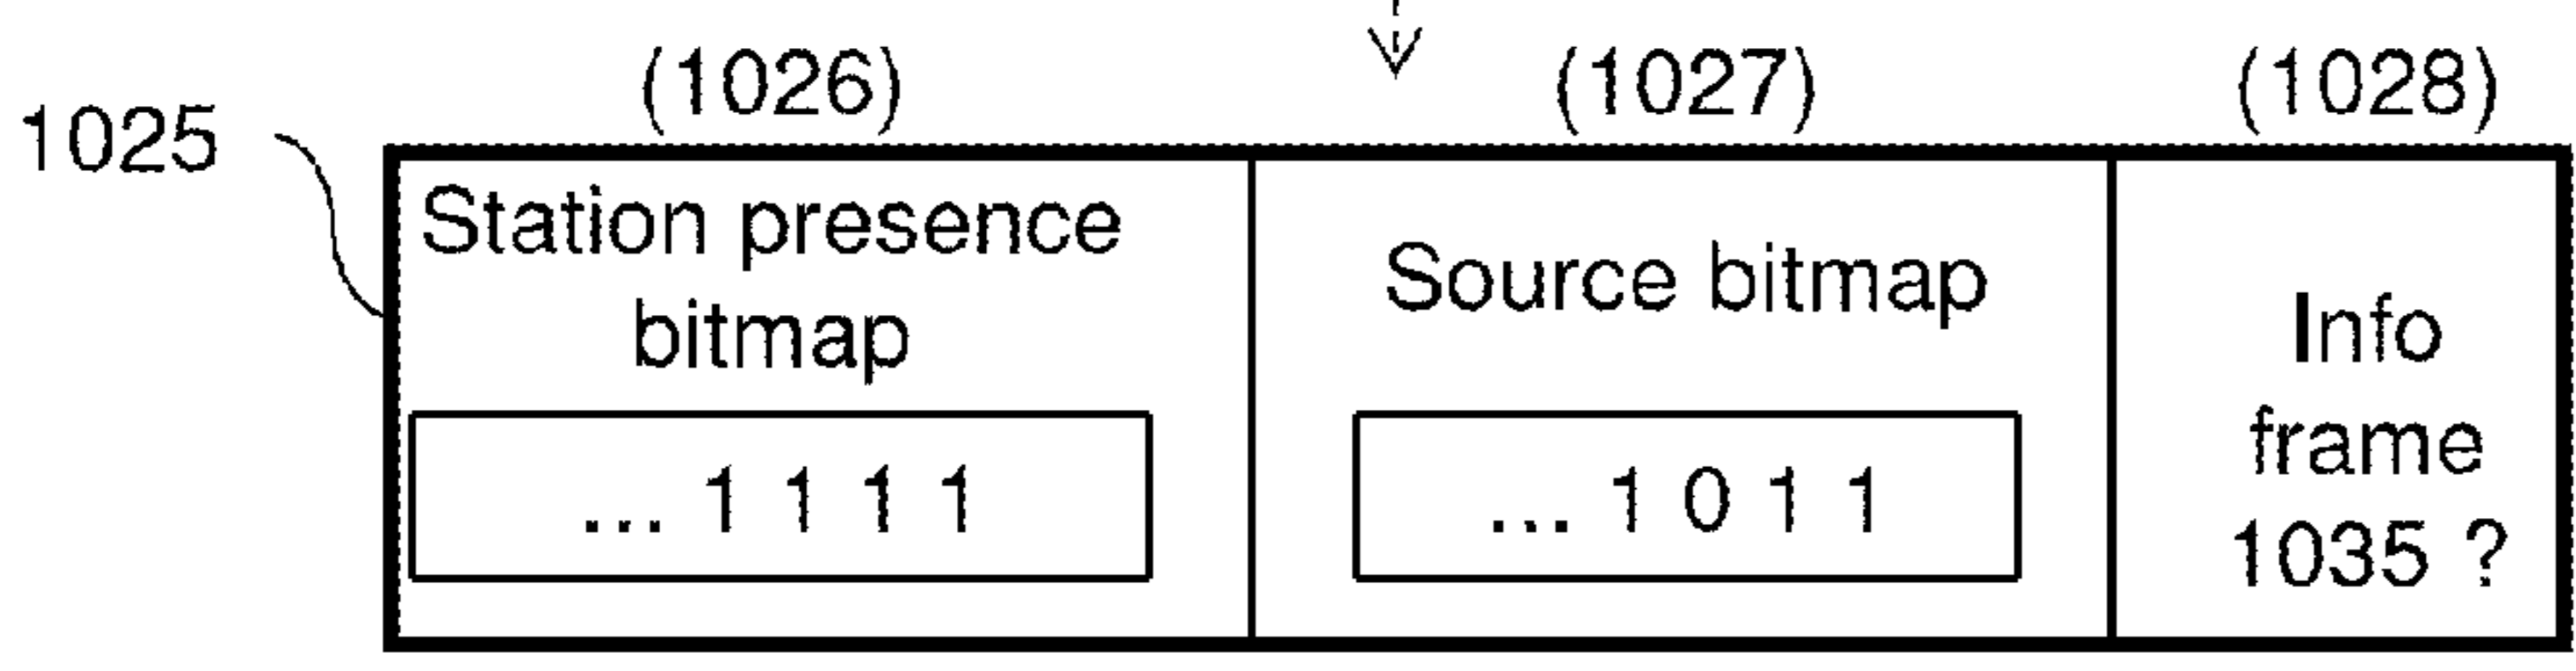 (1026) (1027) (1028)
1025
Station presence
bitmap
... 1 1 1 1
Source bitmap
... 1 0 1 1
Info
frame
1035 ?